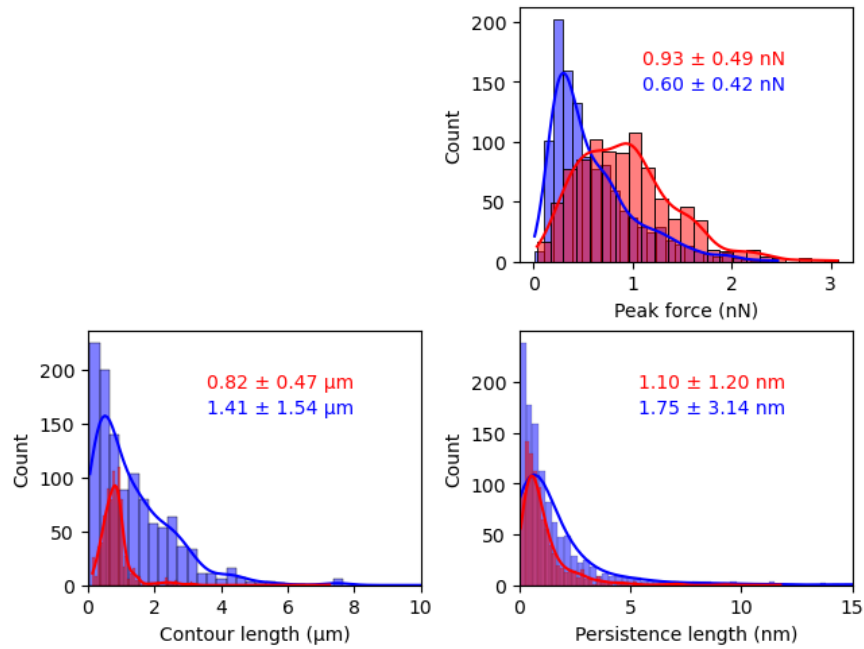 200
150
100
50
0
Count
0.93 ± 0.49 nN
0.60 ± 0.42 nN
0 1 2 3
Peak force (nN)
200
150
100
50
0
Count
0.82 ± 0.47 μm
1.41 ± 1.54 μm
0 2 4 6 8 10
Contour length (μm)
200
150
100
50
0
Count
1.10 ± 1.20 nm
1.75 ± 3.14 nm
0 5 10 15
Persistence length (nm)